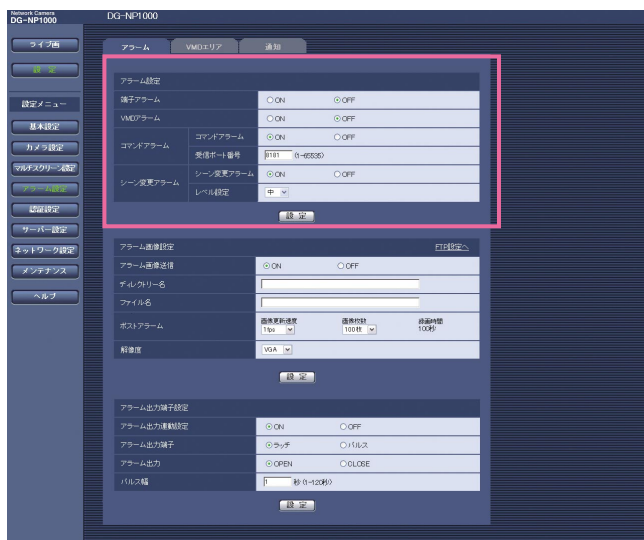 Network Camera
DG-NP1000
DG-NP1000
ライブ画
設定
設定メニュー
基本設定
カメラ設定
マルチスクリーン設定
アラーム設定
認証設定
サーバー設定
ネットワーク設定
メンテナンス
ヘルプ
アラーム VMDエリア 通知
アラーム設定
端子アラーム ON OFF
VMDアラーム ON OFF
コマンドアラーム コマンドアラーム ON OFF
受信ポート番号 8181 (1-65535)
シーン変更アラーム シーン変更アラーム ON OFF
レベル設定 中
設定
アラーム画像設定 FTP設定へ
アラーム画像送信 ON OFF
ディレクトリー名
ファイル名
ポストアラーム 画像更新速度 画像枚数 録画時間
1fps 100枚 100秒
解像度 VGA
設定
アラーム出力端子設定
アラーム出力連動設定 ON OFF
アラーム出力端子 ラッチ パルス
アラーム出力 OPEN CLOSE
パルス幅 1 秒 (1-120秒)
設定